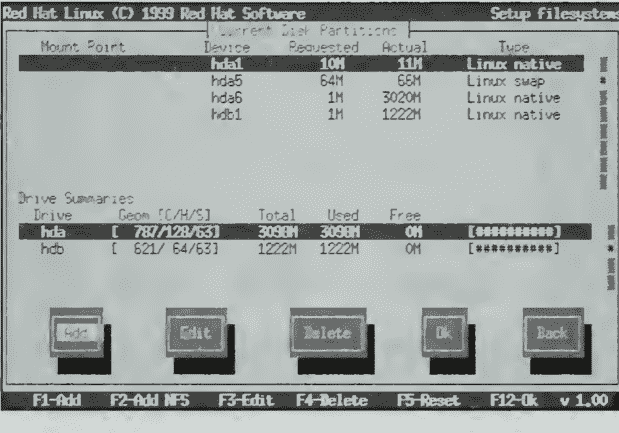 Red Hat Linux (C) 1999 Red Hat Software Setup filesystems
Current Disk Partitions
Mount Point Device Requested Actual Type
hda1 10M 11M Linux native
hda5 64M 66M Linux swap
hda6 1M 3020M Linux native
hdb1 1M 1222M Linux native
Drive Summaries
Drive Geom [C/H/S] Total Used Free
hda [ 787/128/63] 3098M 3098M 0M [##########]
hdb [ 621/ 64/63] 1222M 1222M 0M [##########]
Add Edit Delete Ok Back
F1-Add F2-Add NFS F3-Edit F4-Delete F5-Reset F12-Ok v 1.00